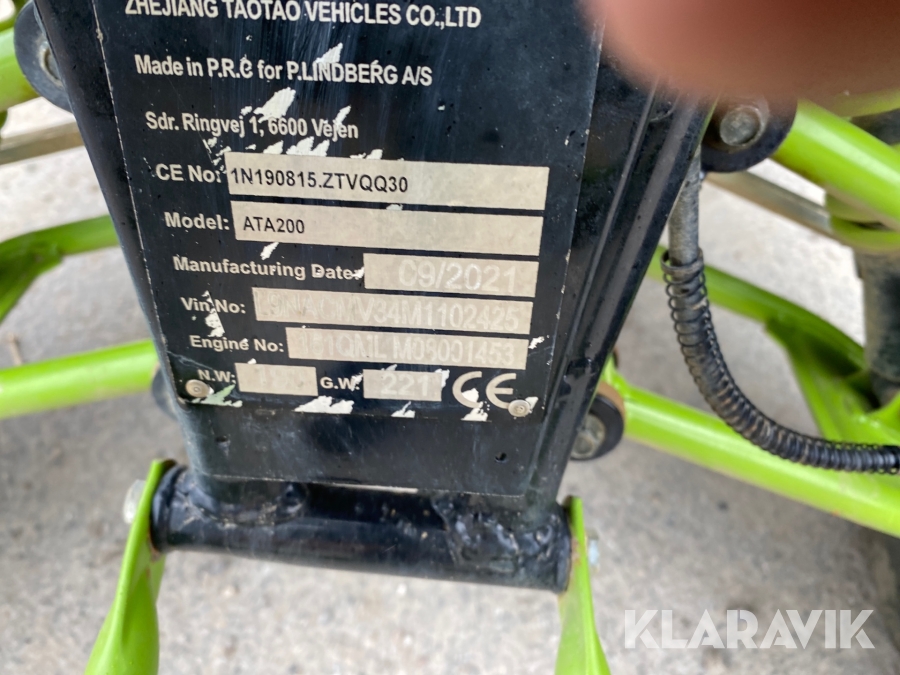 ZHEJIANG TAOTAO VEHICLES CO.,LTD
Made in P.R.C for P.LINDBERG A/S
Sdr. Ringvej 1, 6600 Vejen
CE No: 1N190815.ZTVQQ30
Model: ATA200
Manufacturing Date: 09/2021
Vin No:
Engine No: M08001453
N.W: G.W: 221 CE
KLARAVIK